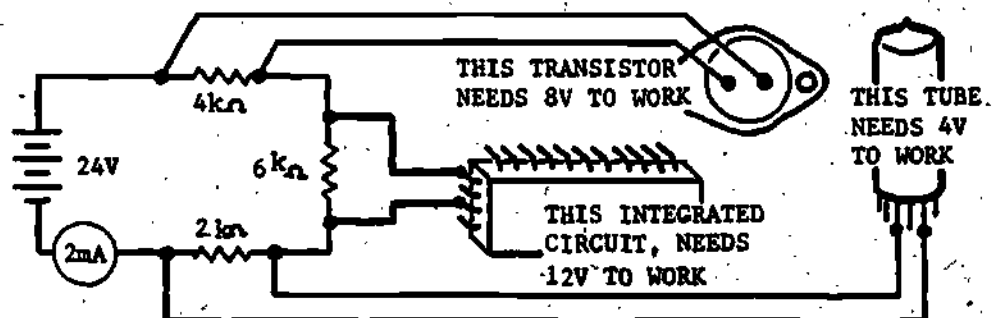 THIS TRANSISTOR
NEEDS 8V TO WORK
4kΩ
THIS TUBE
NEEDS 4V
TO WORK
24V
6kΩ
THIS INTEGRATED
CIRCUIT, NEEDS
12V TO WORK
2kΩ
2mA